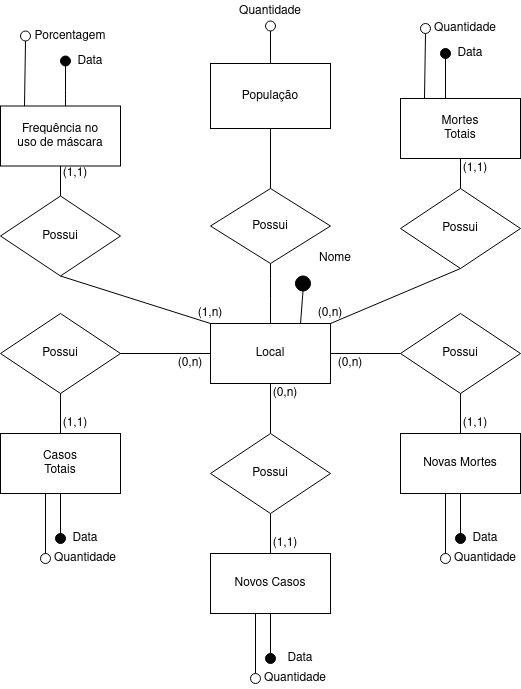 Quantidade
Porcentagem
Quantidade
Data
Data
População
Frequência no
uso de máscara
Mortes
Totais
(1,1)
(1,1)
Possui
Possui
Possui
Nome
(1,n)
(0,n)
Possui
Local
Possui
(0,n)
(0,n)
(0,n)
(1,1)
(1,1)
Casos
Totais
Possui
Novas Mortes
Data
Quantidade
Data
Quantidade
(1,1)
Novos Casos
Data
Quantidade